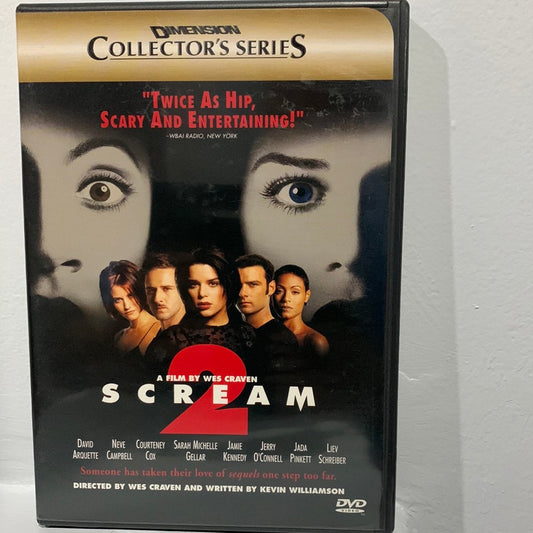 DIMENSION
COLLECTOR'S SERIES
"TWICE AS HIP,
SCARY AND ENTERTAINING!"
-WBAI RADIO, NEW YORK
A FILM BY WES CRAVEN
SCREAM 2
DAVID ARQUETTE NEVE CAMPBELL COURTENEY COX SARAH MICHELLE GELLAR JAMIE KENNEDY JERRY O'CONNELL JADA PINKETT LIEV SCHREIBER
Someone has taken their love of sequels one step too far.
DIRECTED BY WES CRAVEN AND WRITTEN BY KEVIN WILLIAMSON
DVD
VIDEO